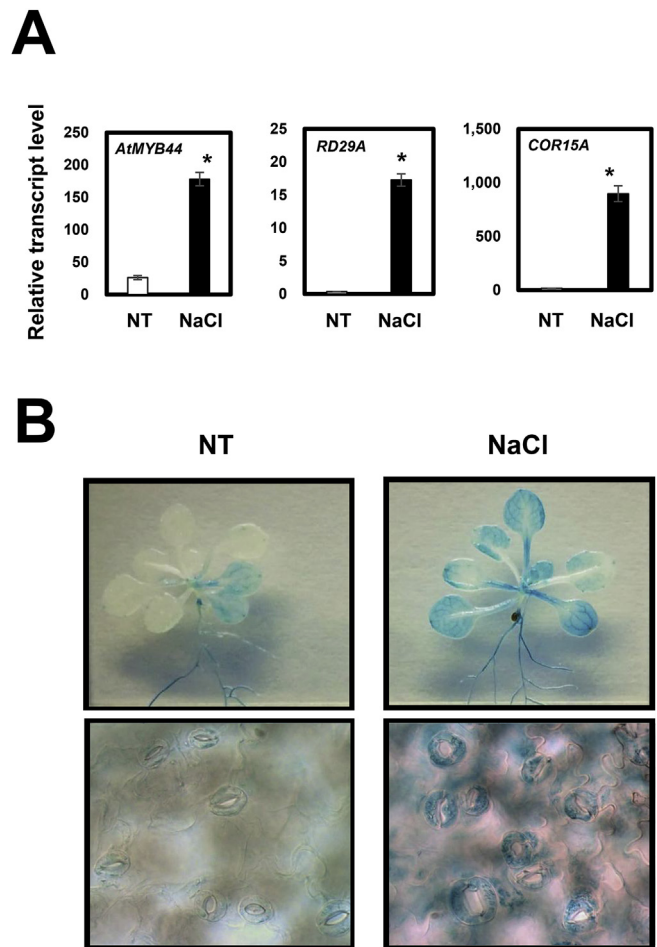 A
Relative transcript level
250
200
150
100
50
0
AtMYB44
*
NT NaCl
25
20
15
10
5
0
RD29A
*
NT NaCl
1,500
1,000
500
0
COR15A
*
NT NaCl
B
NT NaCl